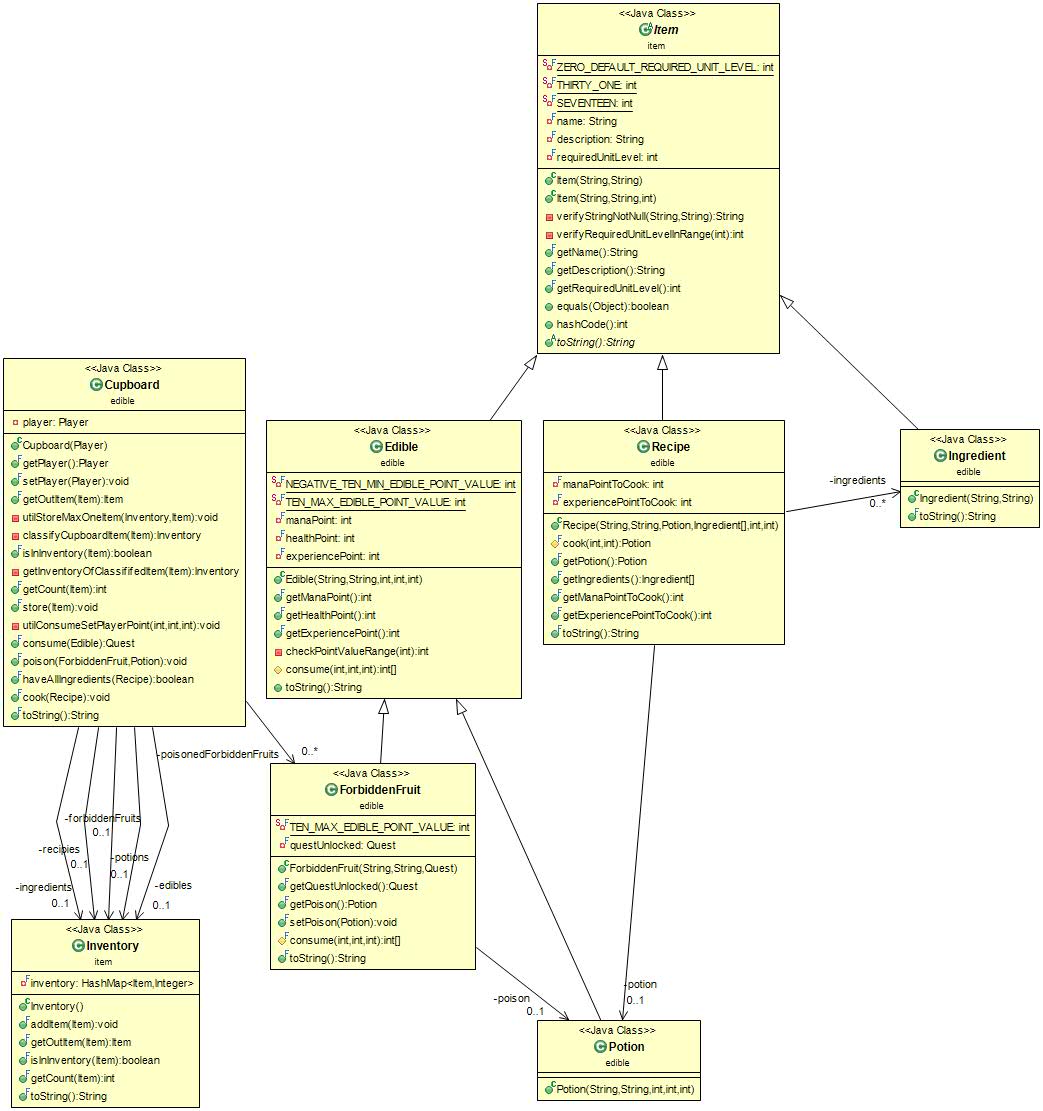 <<Java Class>>
Item
item
ZERO_DEFAULT_REQUIRED_UNIT_LEVEL: int
THIRTY_ONE: int
SEVENTEEN: int
name: String
description: String
requiredUnitLevel: int
Item(String,String)
Item(String,String,int)
verifyStringNotNull(String,String):String
verifyRequiredUnitLevelInRange(int):int
getName():String
getDescription():String
getRequiredUnitLevel():int
equals(Object):boolean
hashCode():int
toString():String
<<Java Class>>
Cupboard
edible
player: Player
Cupboard(Player)
getPlayer():Player
setPlayer(Player):void
getOutItem(Item):Item
utilStoreMaxOneItem(Inventory,Item):void
classifyCupboardItem(Item):Inventory
isInInventory(Item):boolean
getInventoryOfClassififedItem(Item):Inventory
getCount(Item):int
store(Item):void
utilConsumeSetPlayerPoint(int,int,int):void
consume(Edible):Quest
poison(ForbiddenFruit,Potion):void
haveAllIngredients(Recipe):boolean
cook(Recipe):void
toString():String
<<Java Class>>
Edible
edible
NEGATIVE_TEN_MIN_EDIBLE_POINT_VALUE: int
TEN_MAX_EDIBLE_POINT_VALUE: int
manaPoint: int
healthPoint: int
experiencePoint: int
Edible(String,String,int,int,int)
getManaPoint():int
getHealthPoint():int
getExperiencePoint():int
checkPointValueRange(int):int
consume(int,int,int):int[]
toString():String
<<Java Class>>
Recipe
edible
manaPointToCook: int
experiencePointToCook: int
Recipe(String,String,Potion,Ingredient[],int,int)
cook(int,int):Potion
getPotion():Potion
getIngredients():Ingredient[]
getManaPointToCook():int
getExperiencePointToCook():int
toString():String
-ingredients
0..*
<<Java Class>>
Ingredient
edible
Ingredient(String,String)
toString():String
-poisonedForbiddenFruits
0..*
-forbiddenFruits
0..1
-recipies
0..1
-potions
0..1
-ingredients
0..1
-edibles
0..1
<<Java Class>>
ForbiddenFruit
edible
TEN_MAX_EDIBLE_POINT_VALUE: int
questUnlocked: Quest
ForbiddenFruit(String,String,Quest)
getQuestUnlocked():Quest
getPoison():Potion
setPoison(Potion):void
consume(int,int,int):int[]
toString():String
<<Java Class>>
Inventory
item
inventory: HashMap<Item,Integer>
Inventory()
addItem(Item):void
getOutItem(Item):Item
isInInventory(Item):boolean
getCount(Item):int
toString():String
-poison
0..1
-potion
0..1
<<Java Class>>
Potion
edible
Potion(String,String,int,int,int)